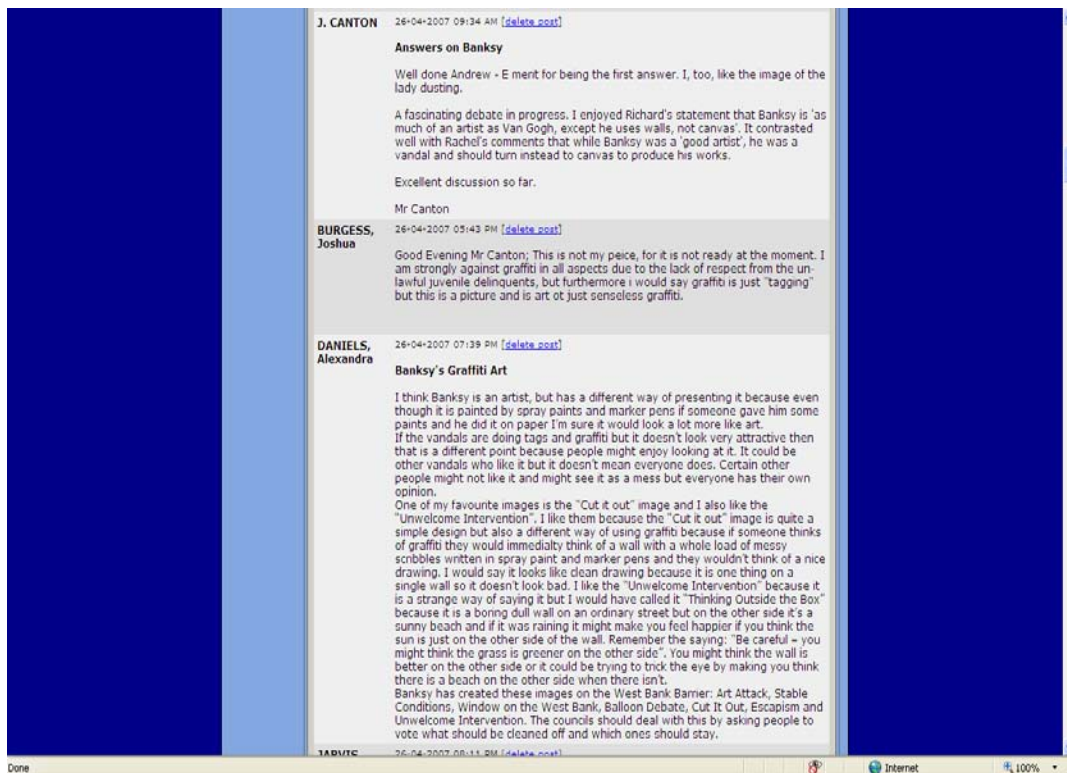 J. CANTON 26-04-2007 09:34 AM [delete post]
Answers on Banksy
Well done Andrew - E merit for being the first answer. I, too, like the image of the
lady dusting.
A fascinating debate in progress. I enjoyed Richard's statement that Banksy is 'as
much of an artist as Van Gogh, except he uses walls, not canvas'. It contrasted
well with Rachel's comments that while Banksy was a 'good artist', he was a
vandal and should turn instead to canvas to produce his works.
Excellent discussion so far.
Mr Canton
BURGESS, 26-04-2007 05:43 PM [delete post]
Joshua
Good Evening Mr Canton; This is not my peice, for it is not ready at the moment. I
am strongly against graffiti in all aspects due to the lack of respect from the un-
lawful juvenile delinquents, but furthermore i would say graffiti is just "tagging"
but this is a picture and is art ot just senseless graffiti.
DANIELS, 26-04-2007 07:39 PM [delete post]
Alexandra
Banksy's Graffiti Art
I think Banksy is an artist, but has a different way of presenting it because even
though it is painted by spray paints and marker pens if someone gave him some
paints and he did it on paper I'm sure it would look a lot more like art.
If the vandals are doing tags and graffiti but it doesn't look very attractive then
that is a different point because people might enjoy looking at it. It could be
other vandals who like it but it doesn't mean everyone does. Certain other
people might not like it and might see it as a mess but everyone has their own
opinion.
One of my favourite images is the "Cut it out" image and I also like the
"Unwelcome Intervention". I like them because the "Cut it out" image is quite a
simple design but also a different way of using graffiti because if someone thinks
of graffiti they would immedialty think of a wall with a whole load of messy
scribbles written in spray paint and marker pens and they wouldn't think of a nice
drawing. I would say it looks like clean drawing because it is one thing on a
single wall so it doesn't look bad. I like the "Unwelcome Intervention" because it
is a strange way of saying it but I would have called it "Thinking Outside the Box"
because it is a boring dull wall on an ordinary street but on the other side it's a
sunny beach and if it was raining it might make you feel happier if you think the
sun is just on the other side of the wall. Remember the saying: "Be careful – you
might think the grass is greener on the other side". You might think the wall is
better on the other side or it could be trying to trick the eye by making you think
there is a beach on the other side when there isn't.
Banksy has created these images on the West Bank Barrier: Art Attack, Stable
Conditions, Window on the West Bank, Balloon Debate, Cut It Out, Escapism and
Unwelcome Intervention. The councils should deal with this by asking people to
vote what should be cleaned off and which ones should stay.
JARVIS 26-04-2007 08:11 PM [delete post]
Done Internet 100%